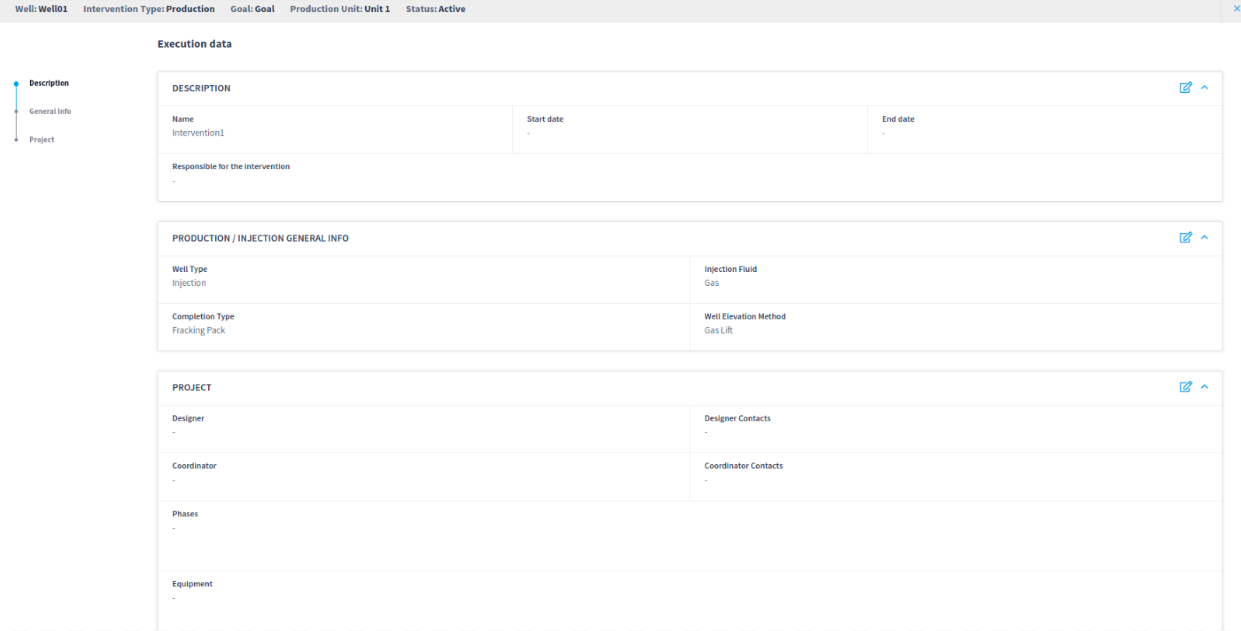 Well: Well01 Intervention Type: Production Goal: Goal Production Unit: Unit 1 Status: Active
Execution data
Description
General Info
Project
DESCRIPTION
Name Start date End date
Intervention1 - -
Responsible for the Intervention
-
PRODUCTION / INJECTION GENERAL INFO
Well Type Injection Fluid
Injection Gas
Completion Type Well Elevation Method
Fracking Pack Gas Lift
PROJECT
Designer Designer Contacts
- -
Coordinator Coordinator Contacts
- -
Phases
-
Equipment
-